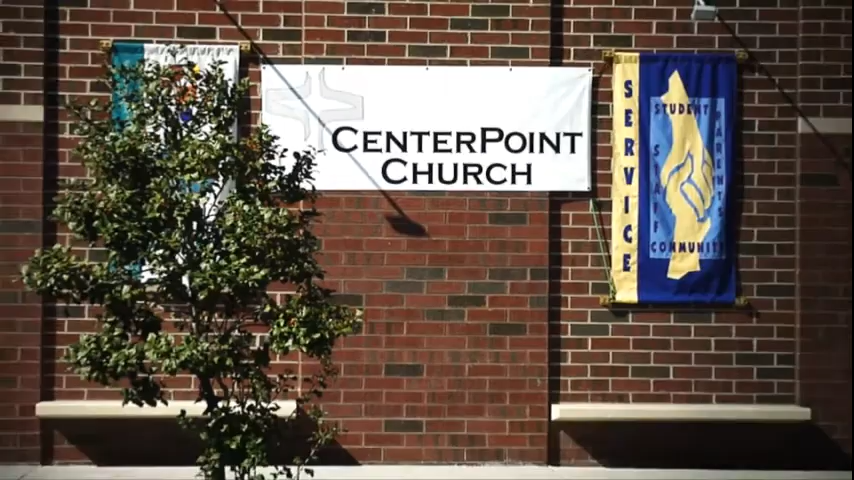 CENTERPOINT
CHURCH
SERVICE
STUDENT
PARENTS
STAFF
COMMUNITY